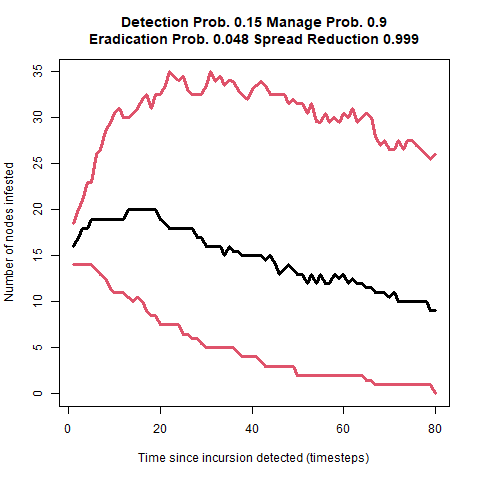 Detection Prob. 0.15 Manage Prob. 0.9
Eradication Prob. 0.048 Spread Reduction 0.999
Number of nodes infested
35
30
25
20
15
10
5
0
0 20 40 60 80
Time since incursion detected (timesteps)